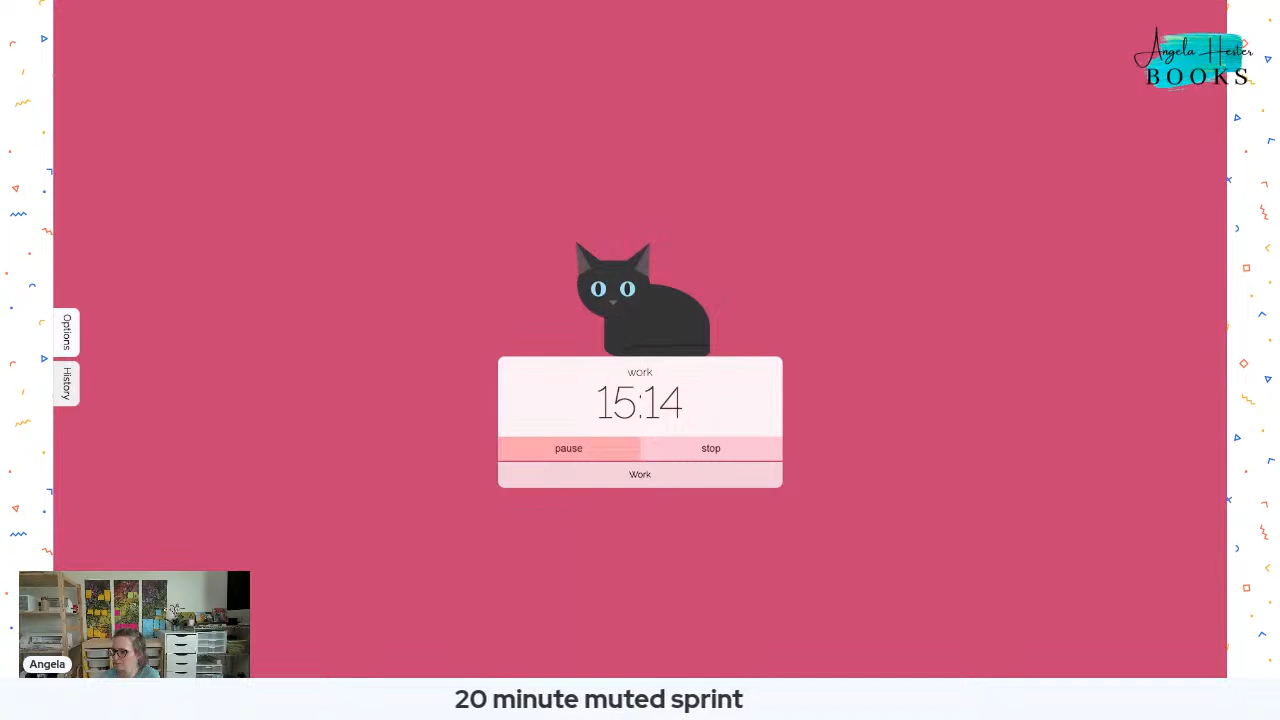 Angela Hester
BOOKS
Options
History
work
15:14
pause
stop
Work
Angela
20 minute muted sprint